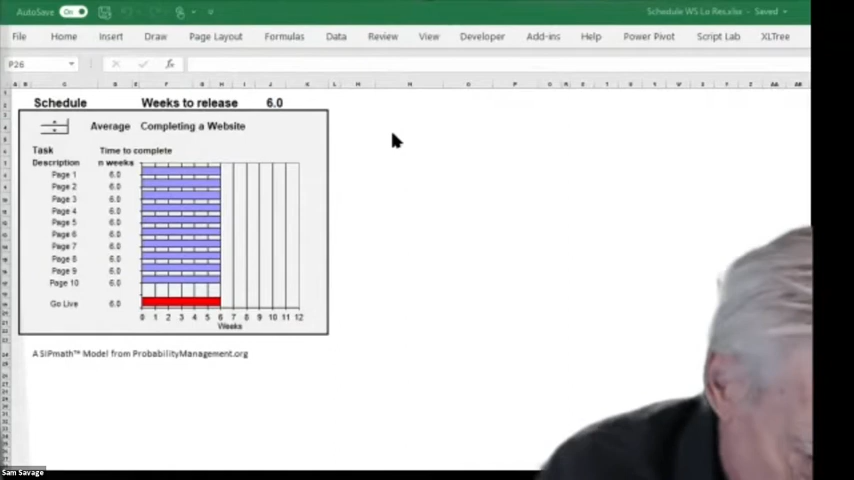 AutoSave On
Schedule WS Lo Res.xlsx - Saved
File Home Insert Draw Page Layout Formulas Data Review View Developer Add-ins Help Power Pivot Script Lab XLTree
P26 fx
Schedule Weeks to release 6.0
Average Completing a Website
Task Time to complete
Description n weeks
Page 1 6.0
Page 2 6.0
Page 3 6.0
Page 4 6.0
Page 5 6.0
Page 6 6.0
Page 7 6.0
Page 8 6.0
Page 9 6.0
Page 10 6.0
Go Live 6.0
0 1 2 3 4 5 6 7 8 9 10 11 12
Weeks
A SIPmath™ Model from ProbabilityManagement.org
Sam Savage